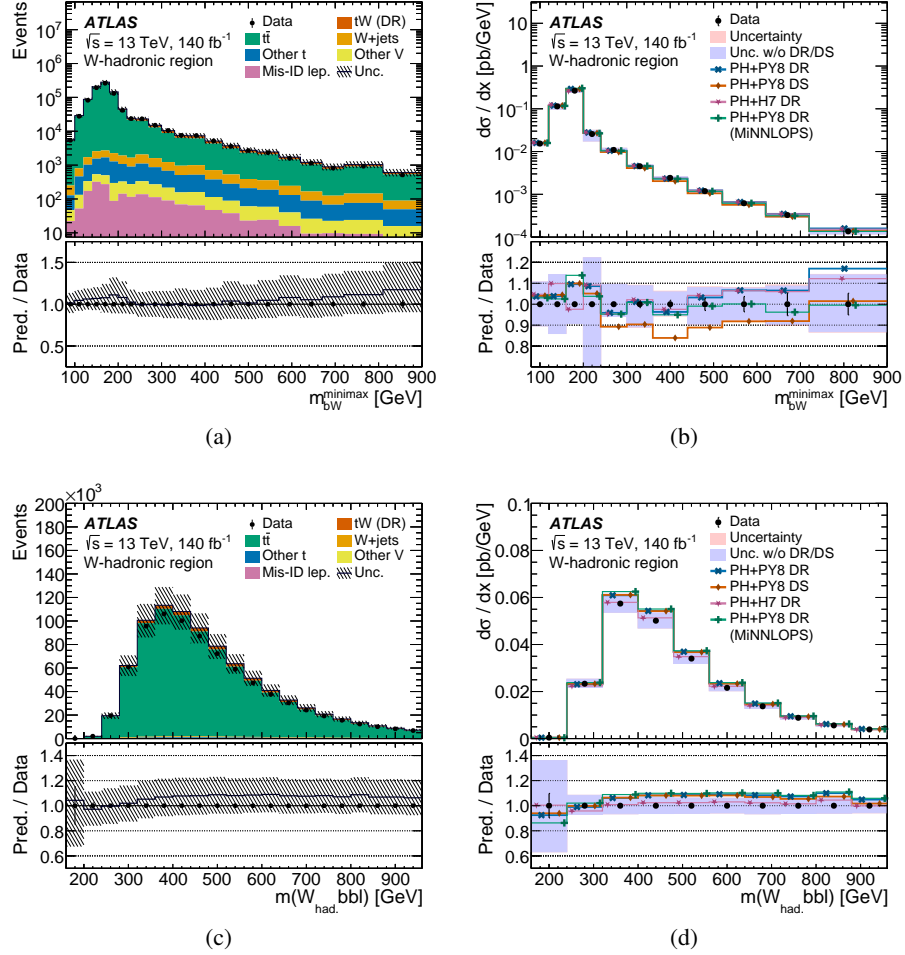 Events
10⁷
10⁶
10⁵
10⁴
10³
10²
10
ATLAS
√s = 13 TeV, 140 fb⁻¹
W-hadronic region
Data
tt̄
Other t
Mis-ID lep.
tW (DR)
W+jets
Other V
Unc.
Pred. / Data
1.5
1.0
0.5
100 200 300 400 500 600 700 800 900
m_bW^minimax [GeV]
(a)
dσ / dx [pb/GeV]
10³
10²
10
1
10⁻¹
10⁻²
10⁻³
10⁻⁴
ATLAS
√s = 13 TeV, 140 fb⁻¹
W-hadronic region
Data
Uncertainty
Unc. w/o DR/DS
PH+PY8 DR
PH+PY8 DS
PH+H7 DR
PH+PY8 DR
(MiNNLOPS)
Pred. / Data
1.2
1.1
1.0
0.9
0.8
100 200 300 400 500 600 700 800 900
m_bW^minimax [GeV]
(b)
×10³
Events
200
180
160
140
120
100
80
60
40
20
0
ATLAS
√s = 13 TeV, 140 fb⁻¹
W-hadronic region
Data
tt̄
Other t
Mis-ID lep.
tW (DR)
W+jets
Other V
Unc.
Pred. / Data
1.4
1.2
1.0
0.8
0.6
200 300 400 500 600 700 800 900
m(W_had. bbl) [GeV]
(c)
dσ / dx [pb/GeV]
0.1
0.08
0.06
0.04
0.02
0
ATLAS
√s = 13 TeV, 140 fb⁻¹
W-hadronic region
Data
Uncertainty
Unc. w/o DR/DS
PH+PY8 DR
PH+PY8 DS
PH+H7 DR
PH+PY8 DR
(MiNNLOPS)
Pred. / Data
1.4
1.2
1.0
0.8
0.6
200 300 400 500 600 700 800 900
m(W_had. bbl) [GeV]
(d)